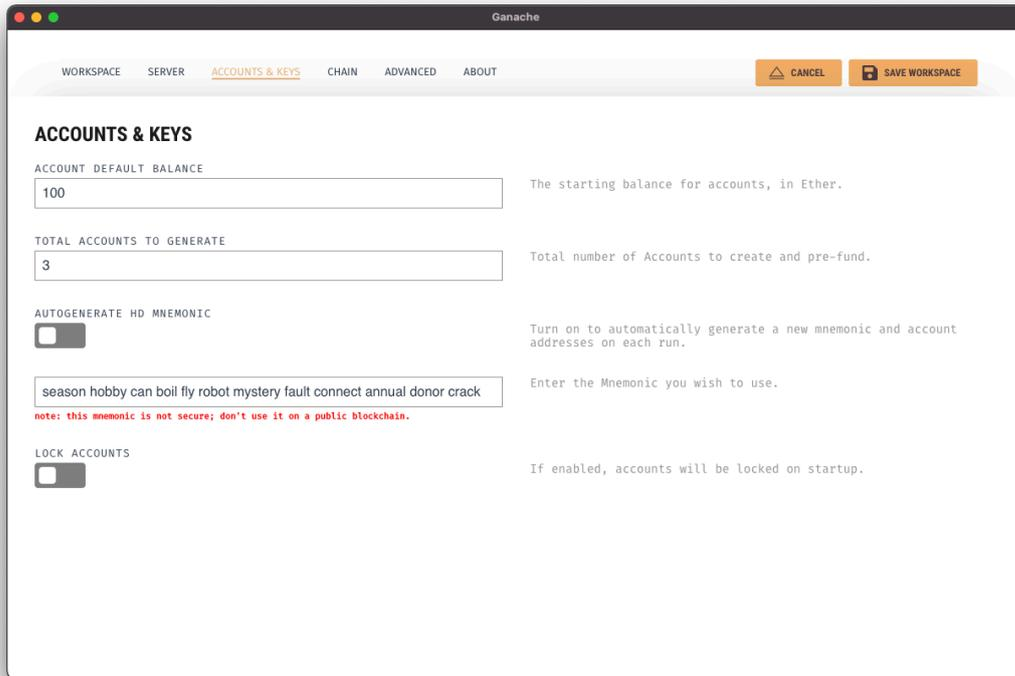 Ganache
WORKSPACE SERVER ACCOUNTS & KEYS CHAIN ADVANCED ABOUT CANCEL SAVE WORKSPACE
ACCOUNTS & KEYS
ACCOUNT DEFAULT BALANCE
100
The starting balance for accounts, in Ether.
TOTAL ACCOUNTS TO GENERATE
3
Total number of Accounts to create and pre-fund.
AUTOGENERATE HD MNEMONIC
Turn on to automatically generate a new mnemonic and account
addresses on each run.
season hobby can boil fly robot mystery fault connect annual donor crack
Enter the Mnemonic you wish to use.
note: this mnemonic is not secure; don't use it on a public blockchain.
LOCK ACCOUNTS
If enabled, accounts will be locked on startup.